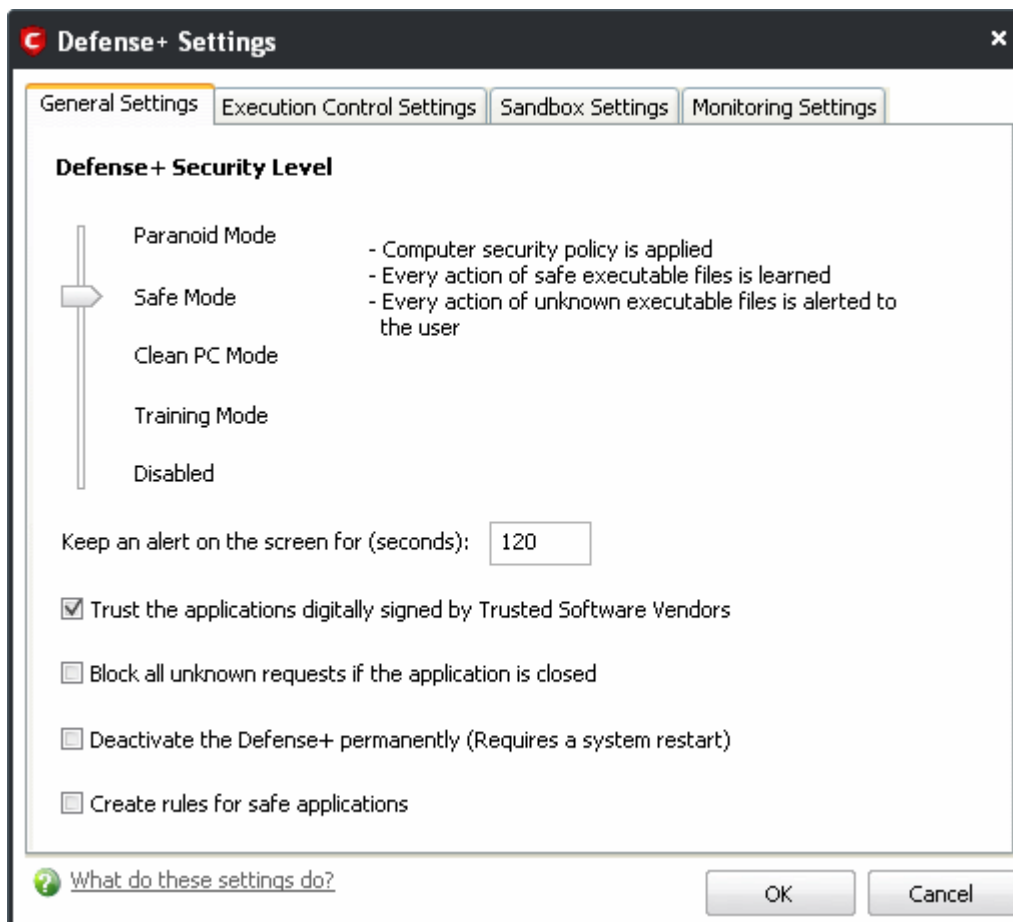 Defense+ Settings
General Settings
Execution Control Settings
Sandbox Settings
Monitoring Settings
Defense+ Security Level
Paranoid Mode
Safe Mode
Clean PC Mode
Training Mode
Disabled
- Computer security policy is applied
- Every action of safe executable files is learned
- Every action of unknown executable files is alerted to
the user
Keep an alert on the screen for (seconds): 120
Trust the applications digitally signed by Trusted Software Vendors
Block all unknown requests if the application is closed
Deactivate the Defense+ permanently (Requires a system restart)
Create rules for safe applications
What do these settings do?
OK
Cancel